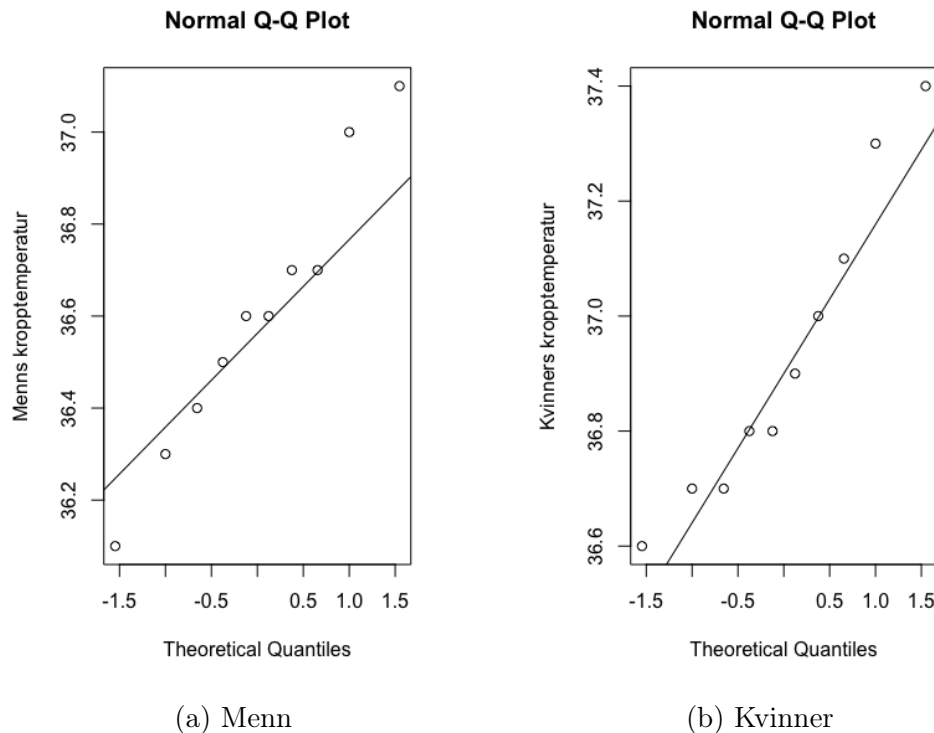 Normal Q-Q Plot
Menns kropptemperatur
37.0
36.8
36.6
36.4
36.2
-1.5 -0.5 0.5 1.0 1.5
Theoretical Quantiles
(a) Menn
Normal Q-Q Plot
Kvinners kropptemperatur
37.4
37.2
37.0
36.8
36.6
-1.5 -0.5 0.5 1.0 1.5
Theoretical Quantiles
(b) Kvinner